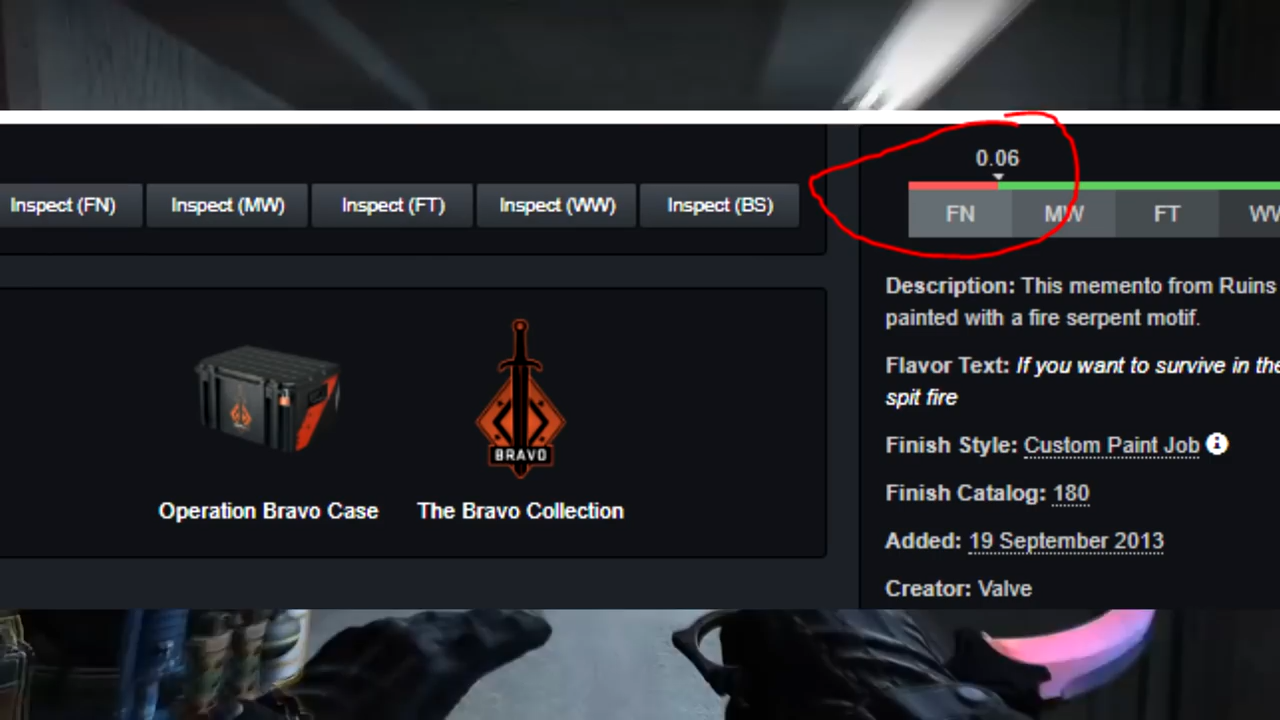 0.06
Inspect (FN) Inspect (MW) Inspect (FT) Inspect (WW) Inspect (BS)
FN MW FT
BRAVO
Operation Bravo Case The Bravo Collection
Description: This memento from Ruins
painted with a fire serpent motif.
Flavor Text: If you want to survive in the
spit fire
Finish Style: Custom Paint Job
Finish Catalog: 180
Added: 19 September 2013
Creator: Valve